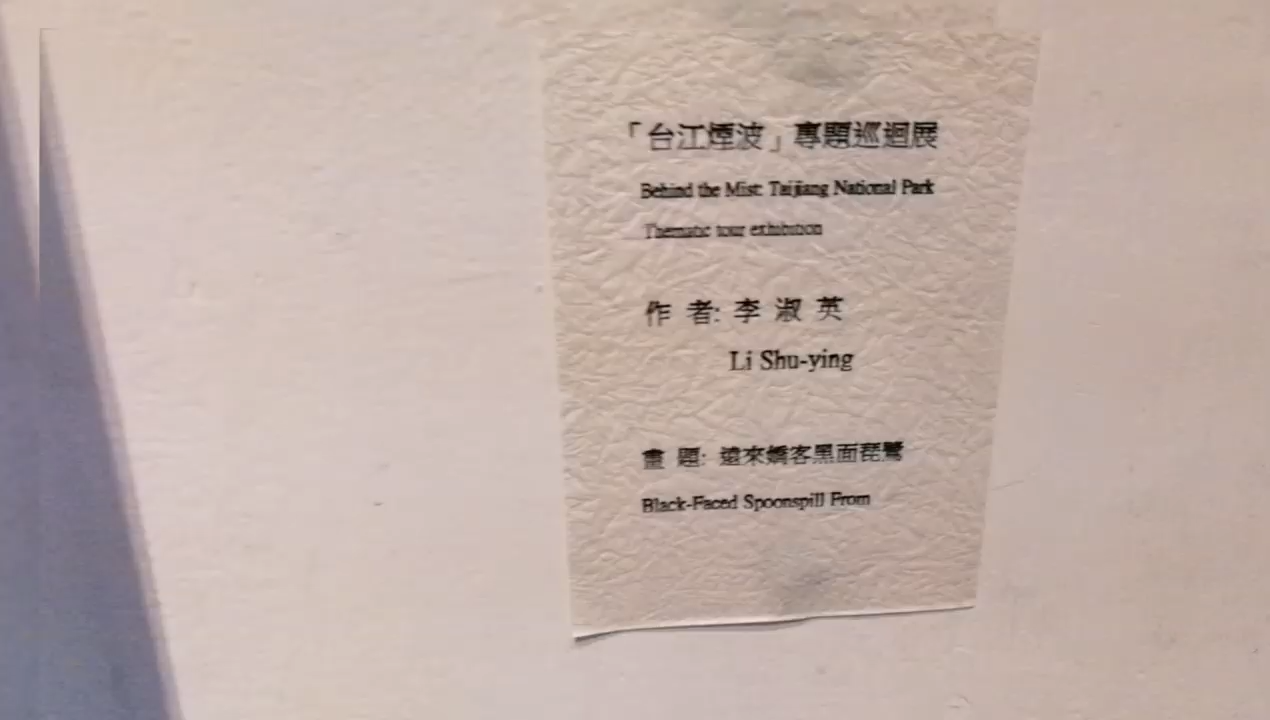 「台江煙波」專題巡迴展
Behind the Mist: Taijiang National Park
Thematic tour exhibition
作 者: 李 淑 英
Li Shu-ying
畫 題: 遠來嬌客黑面琵鷺
Black-Faced Spoonspill From